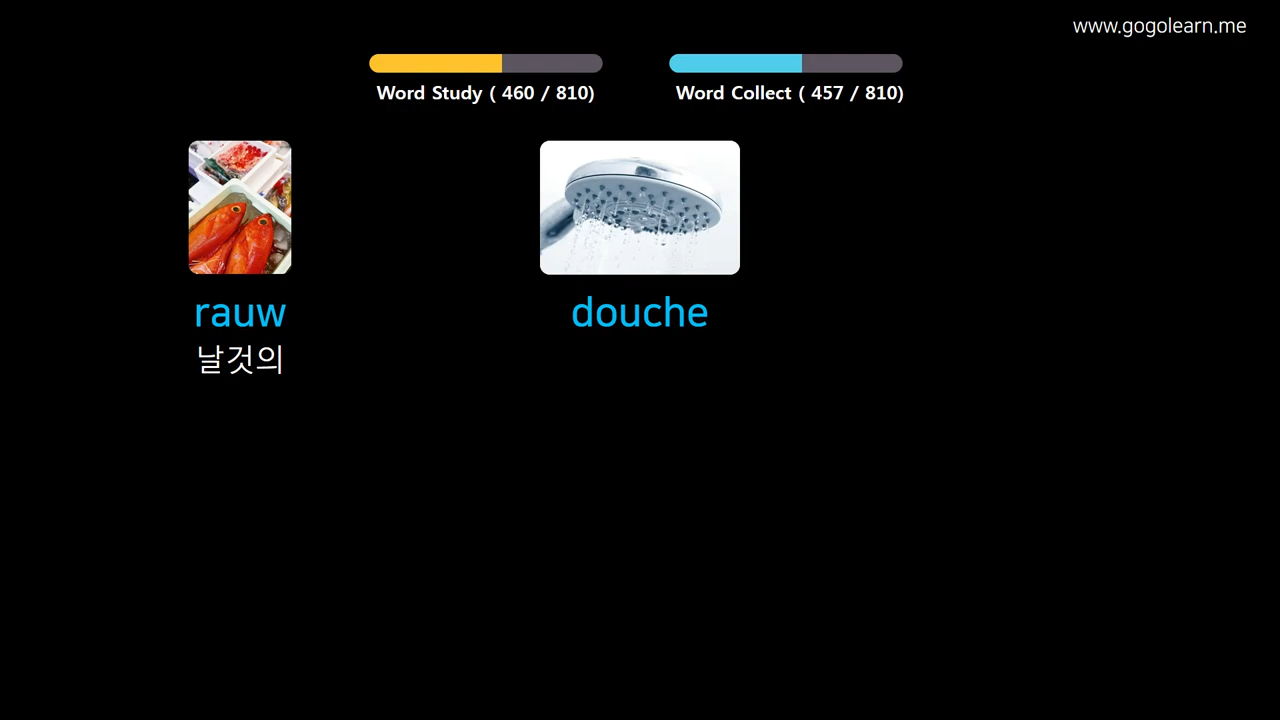 www.gogolearn.me
Word Study ( 460 / 810)
Word Collect ( 457 / 810)
rauw
날것의
douche